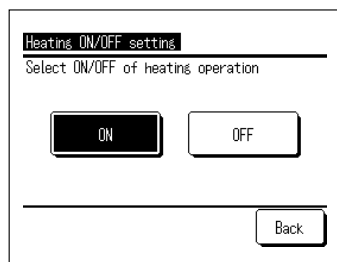 Heating ON/OFF setting
Select ON/OFF of heating operation
ON OFF
Back